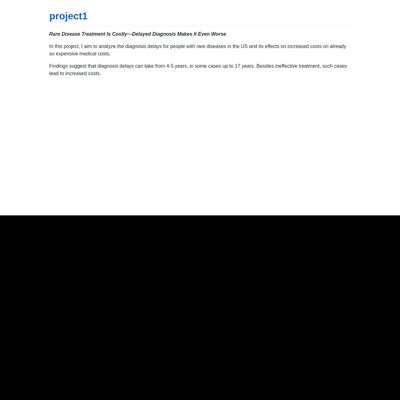 project1
Rare Disease Treatment Is Costly—Delayed Diagnosis Makes It Even Worse
In this project, I aim to analyze the diagnosis delays for people with rare diseases in the US and its effects on increased costs on already
so expensive medical costs.
Findings suggest that diagnosis delays can take from 4-5 years, in some cases up to 17 years. Besides ineffective treatment, such cases
lead to increased costs.